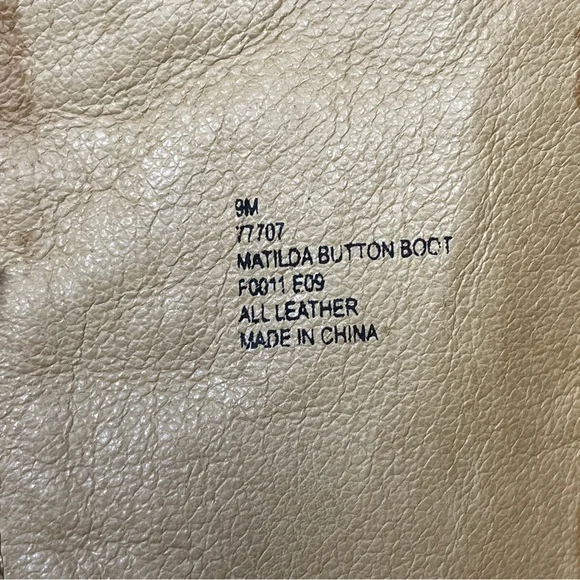 9M
77707
MATILDA BUTTON BOOT
F0011 E09
ALL LEATHER
MADE IN CHINA